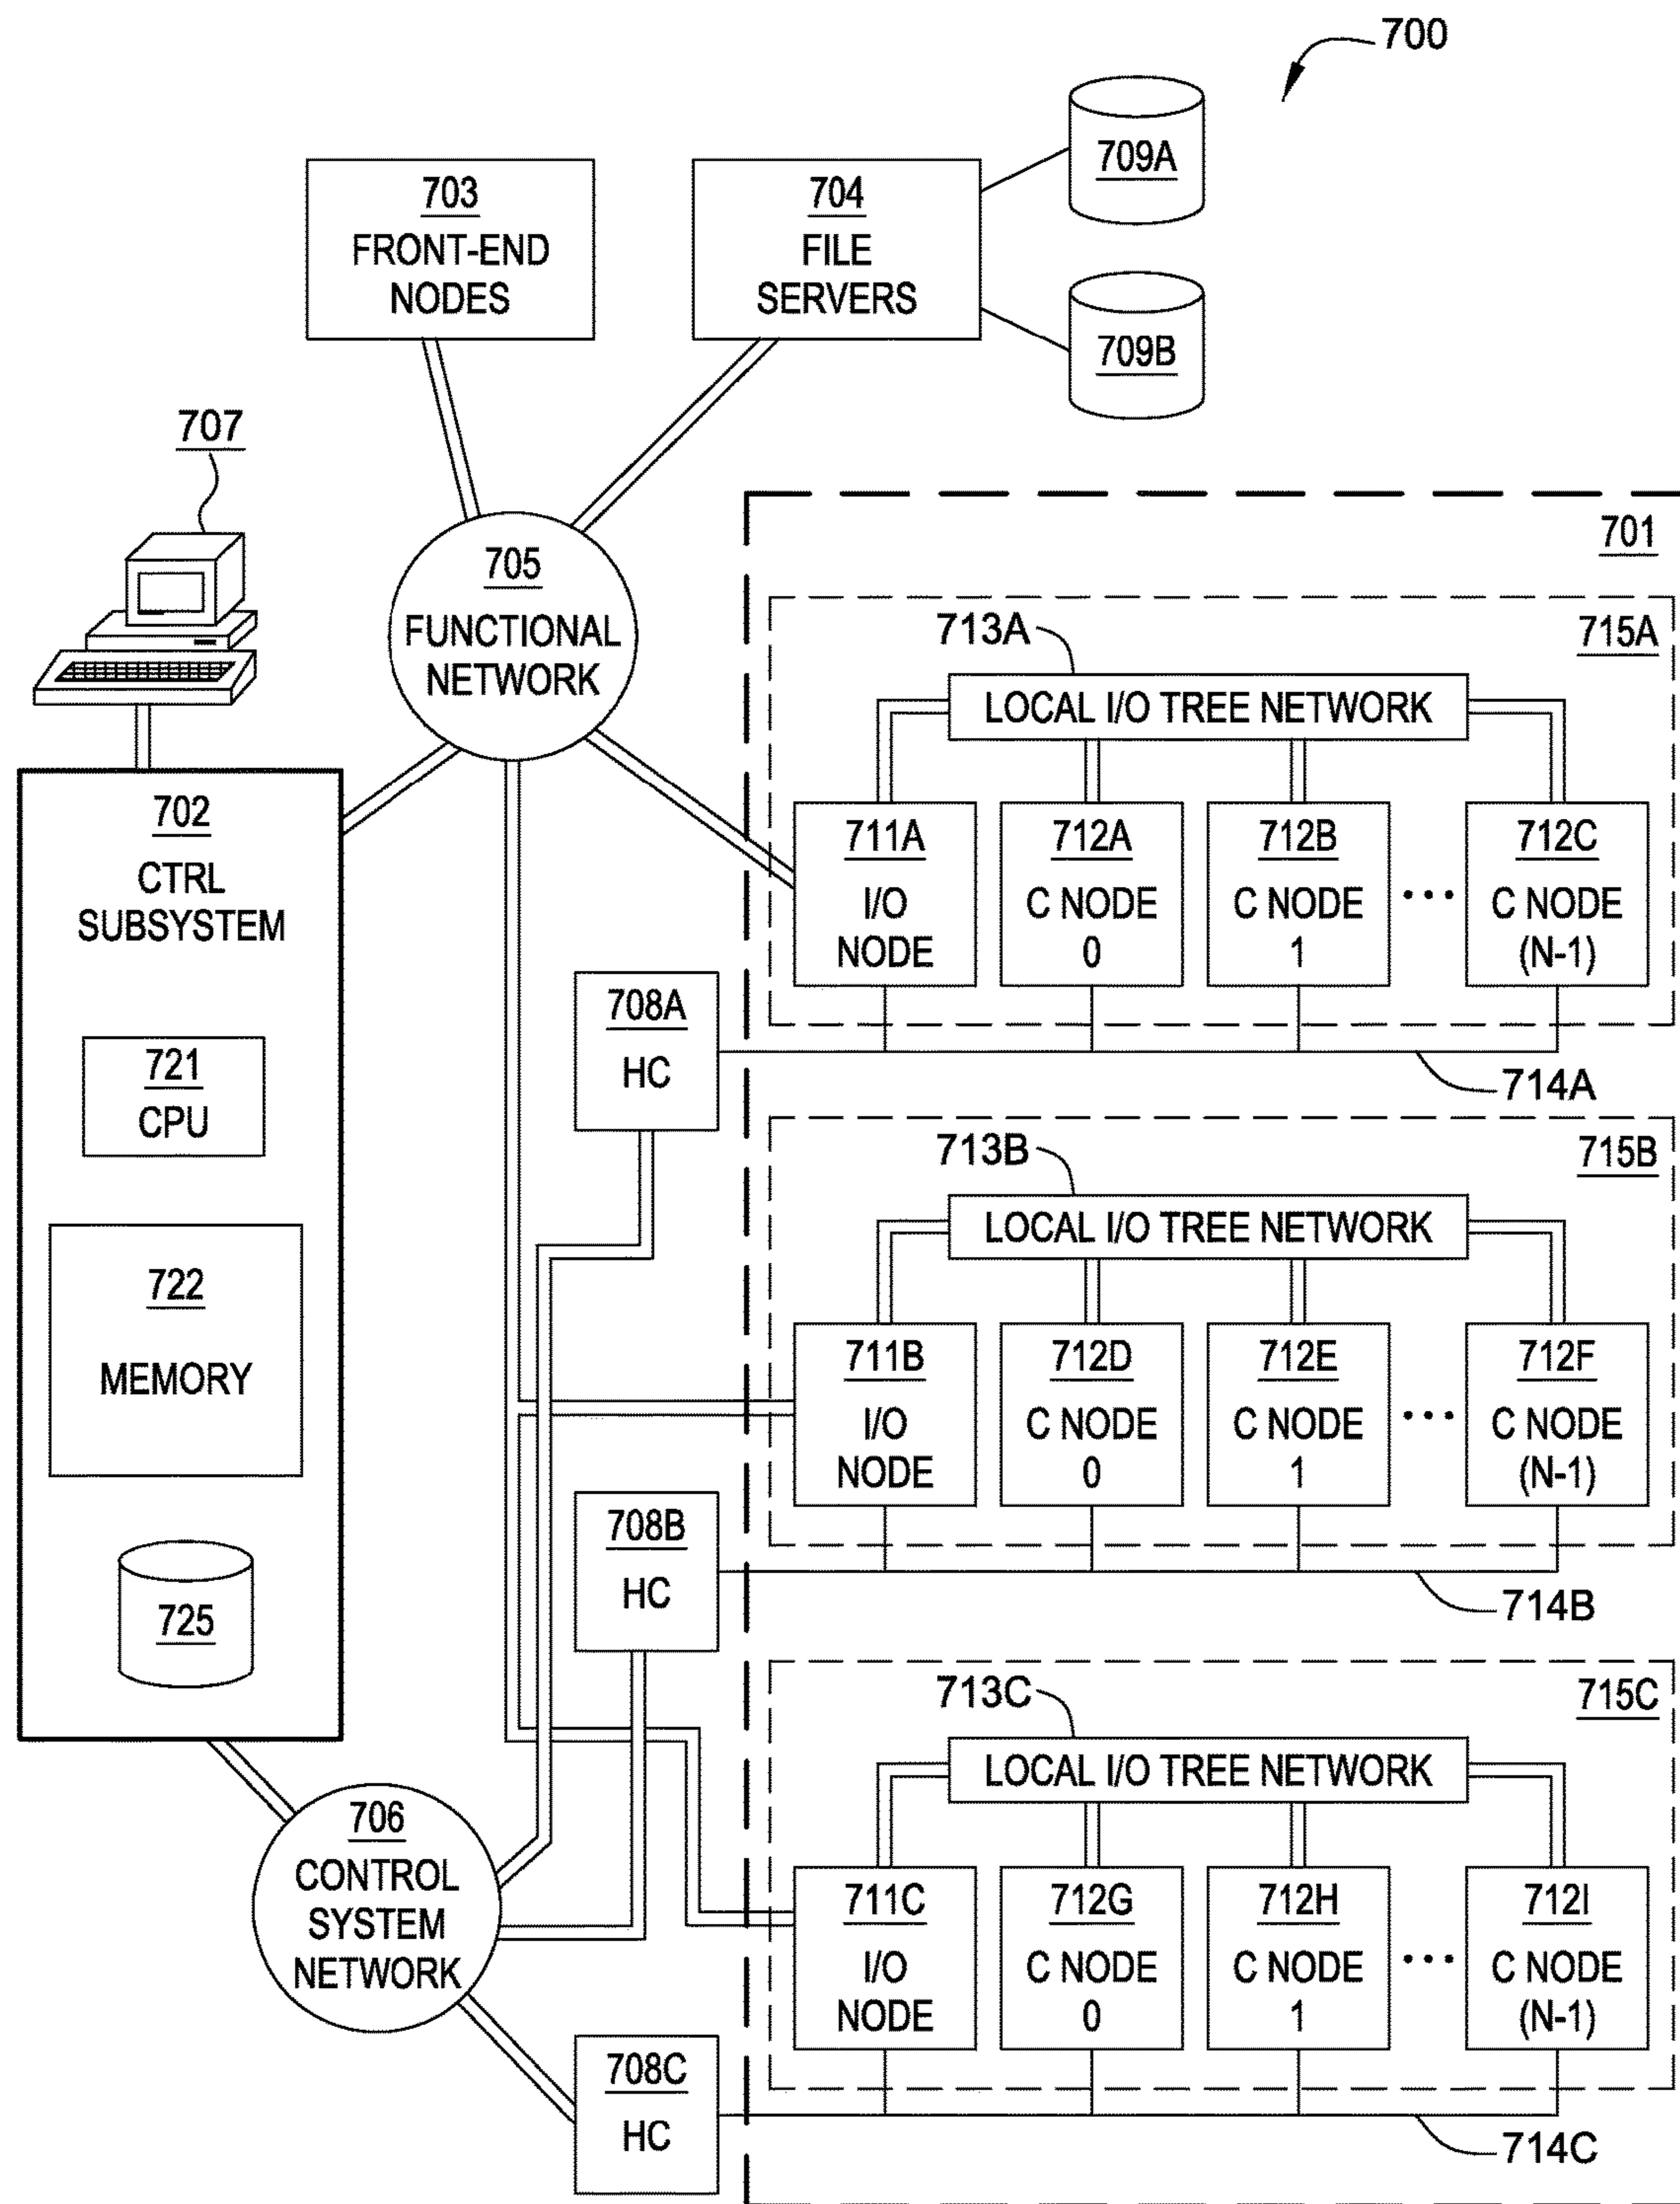 700
709A
703
FRONT-END
NODES
704
FILE
SERVERS
709B
707
705
FUNCTIONAL
NETWORK
701
702
CTRL
SUBSYSTEM
721
CPU
722
MEMORY
725
706
CONTROL
SYSTEM
NETWORK
708A
HC
708B
HC
708C
HC
713A
715A
LOCAL I/O TREE NETWORK
711A
I/O
NODE
712A
C NODE
0
712B
C NODE
1
•••
712C
C NODE
(N-1)
714A
713B
715B
LOCAL I/O TREE NETWORK
711B
I/O
NODE
712D
C NODE
0
712E
C NODE
1
•••
712F
C NODE
(N-1)
714B
713C
715C
LOCAL I/O TREE NETWORK
711C
I/O
NODE
712G
C NODE
0
712H
C NODE
1
•••
712I
C NODE
(N-1)
714C